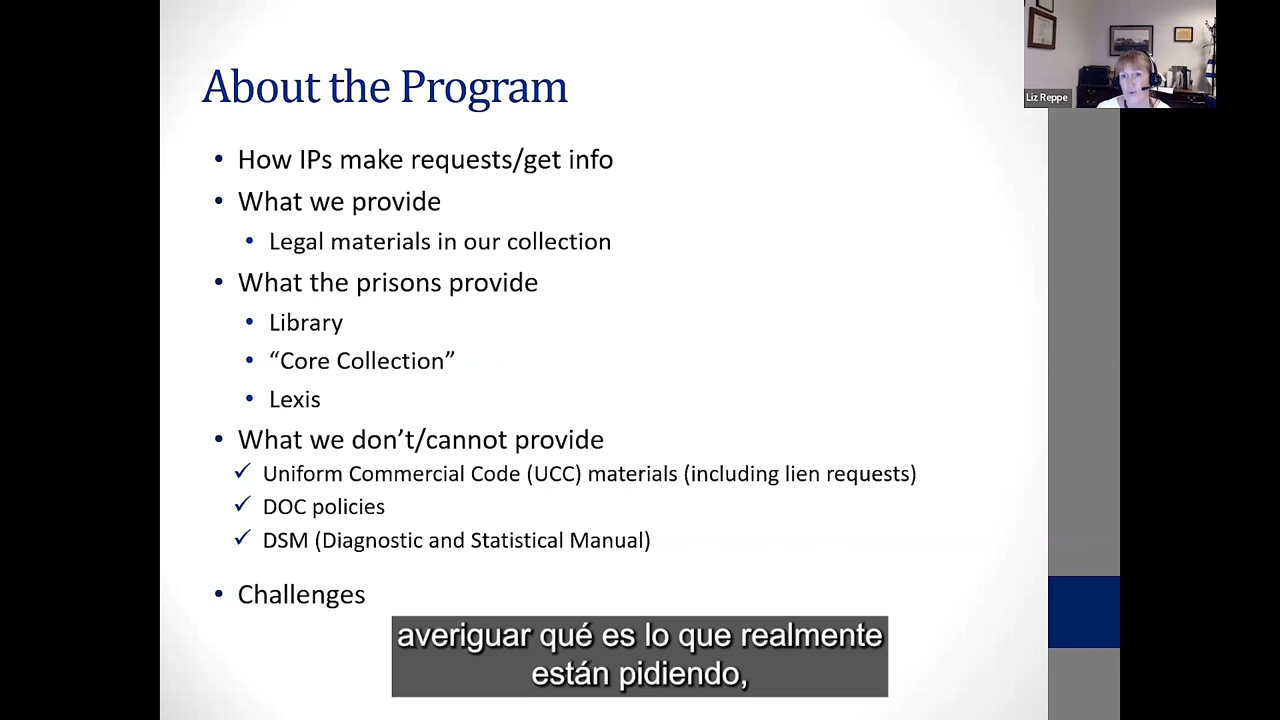 About the Program
• How IPs make requests/get info
• What we provide
• Legal materials in our collection
• What the prisons provide
• Library
• “Core Collection”
• Lexis
• What we don’t/cannot provide
✓ Uniform Commercial Code (UCC) materials (including lien requests)
✓ DOC policies
✓ DSM (Diagnostic and Statistical Manual)
• Challenges
Liz Reppe
averiguar qué es lo que realmente
están pidiendo,